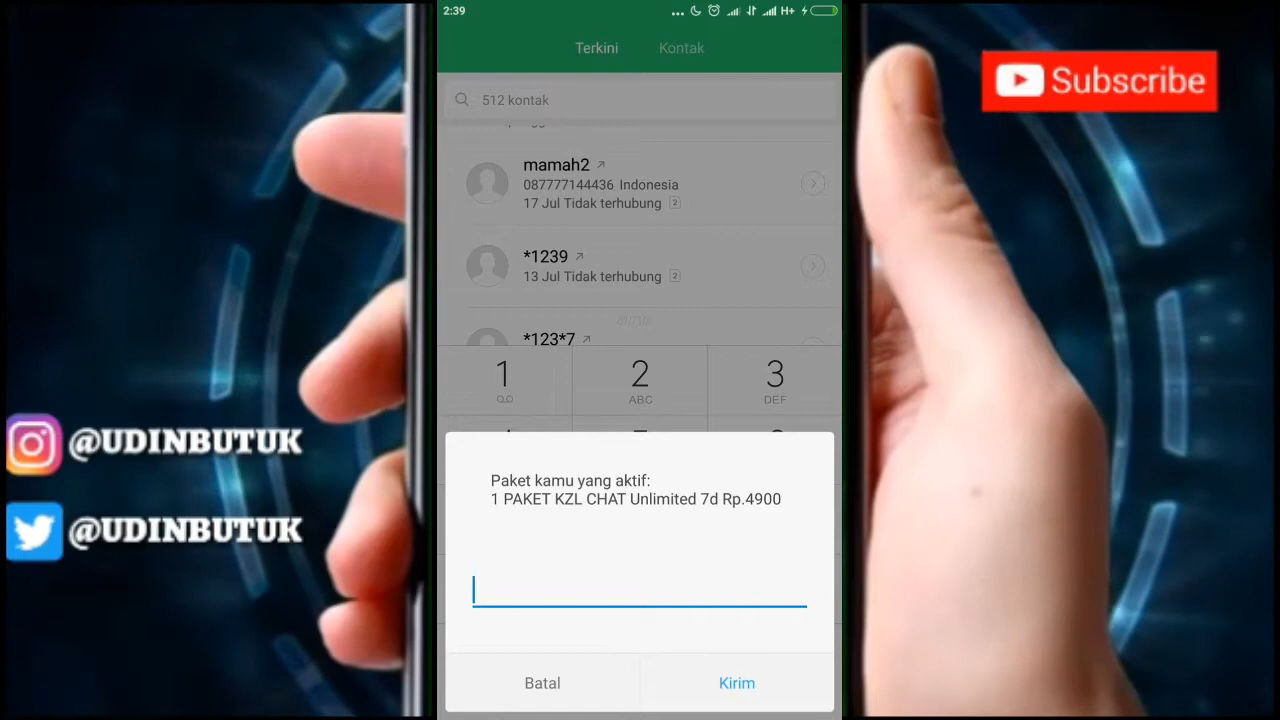 2:39
H+
Terkini
Kontak
512 kontak
mamah2
087777144436 Indonesia
17 Jul Tidak terhubung 2
*1239
13 Jul Tidak terhubung 2
*123*7
1
2
ABC
3
DEF
Paket kamu yang aktif:
1 PAKET KZL CHAT Unlimited 7d Rp.4900
Batal
Kirim
Subscribe
@UDINBUTUK
@UDINBUTUK